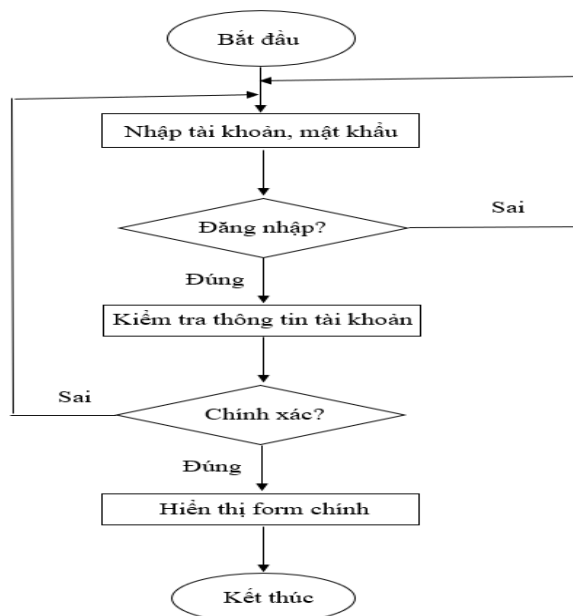 Bắt đầu
Nhập tài khoản, mật khẩu
Đăng nhập?
Sai
Đúng
Kiểm tra thông tin tài khoản
Sai
Chính xác?
Đúng
Hiển thị form chính
Kết thúc